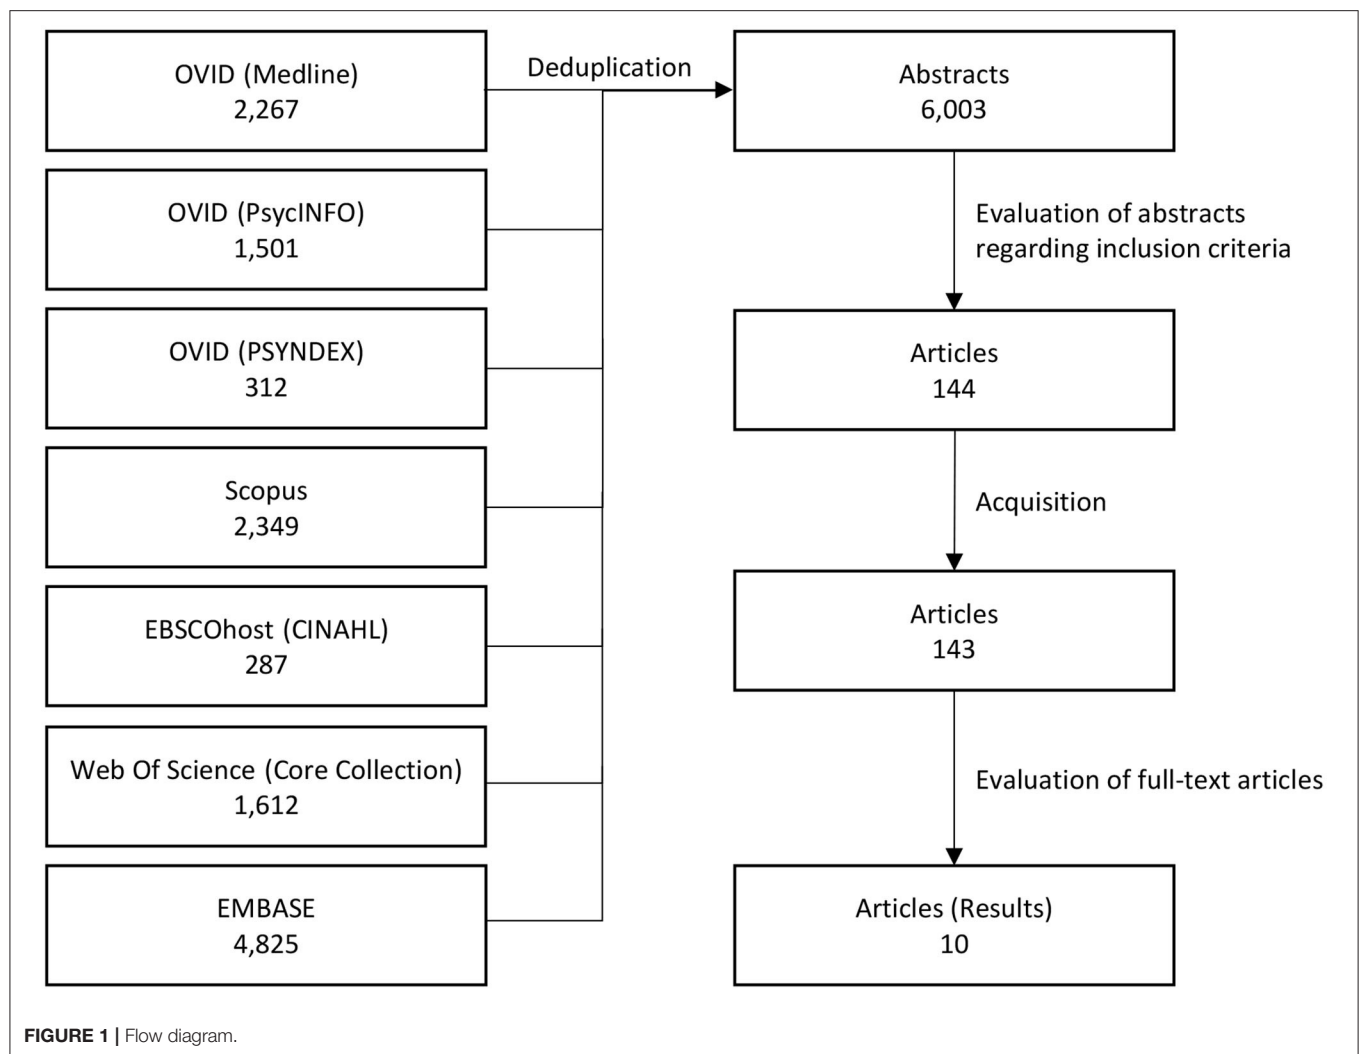 OVID (Medline)
2,267
OVID (PsycINFO)
1,501
OVID (PSYNDEX)
312
Scopus
2,349
EBSCOhost (CINAHL)
287
Web Of Science (Core Collection)
1,612
EMBASE
4,825
Deduplication
Abstracts
6,003
Evaluation of abstracts
regarding inclusion criteria
Articles
144
Acquisition
Articles
143
Evaluation of full-text articles
Articles (Results)
10
FIGURE 1 | Flow diagram.